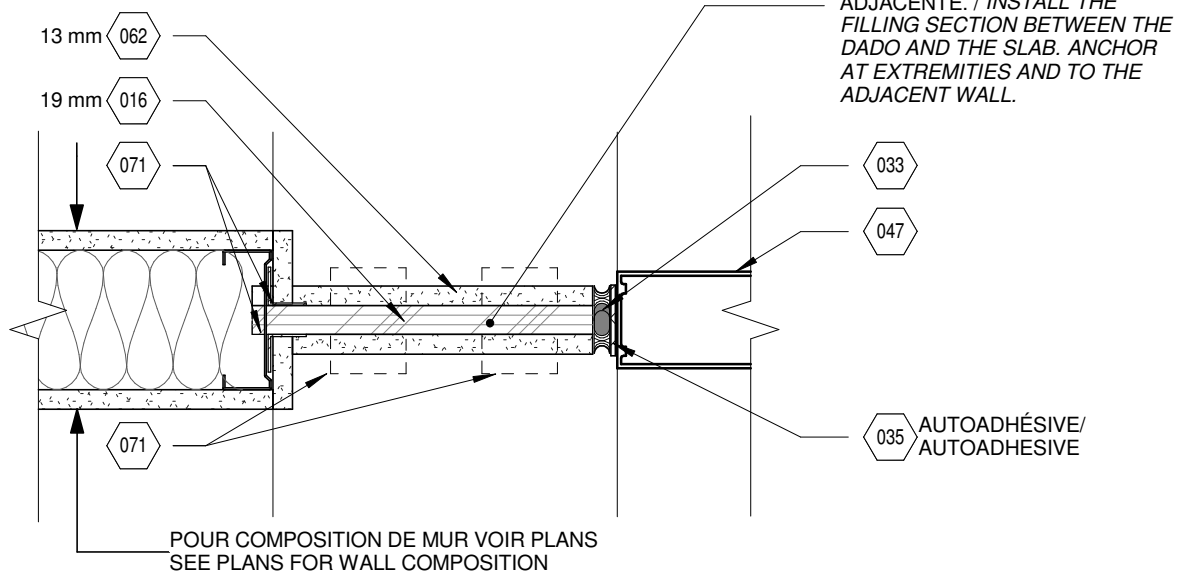 ADJACENTE. / INSTALL THE
FILLING SECTION BETWEEN THE
DADO AND THE SLAB. ANCHOR
AT EXTREMITIES AND TO THE
ADJACENT WALL.
13 mm 062
19 mm 016
071
033
047
071
035 AUTOADHÉSIVE/
AUTOADHESIVE
POUR COMPOSITION DE MUR VOIR PLANS
SEE PLANS FOR WALL COMPOSITION